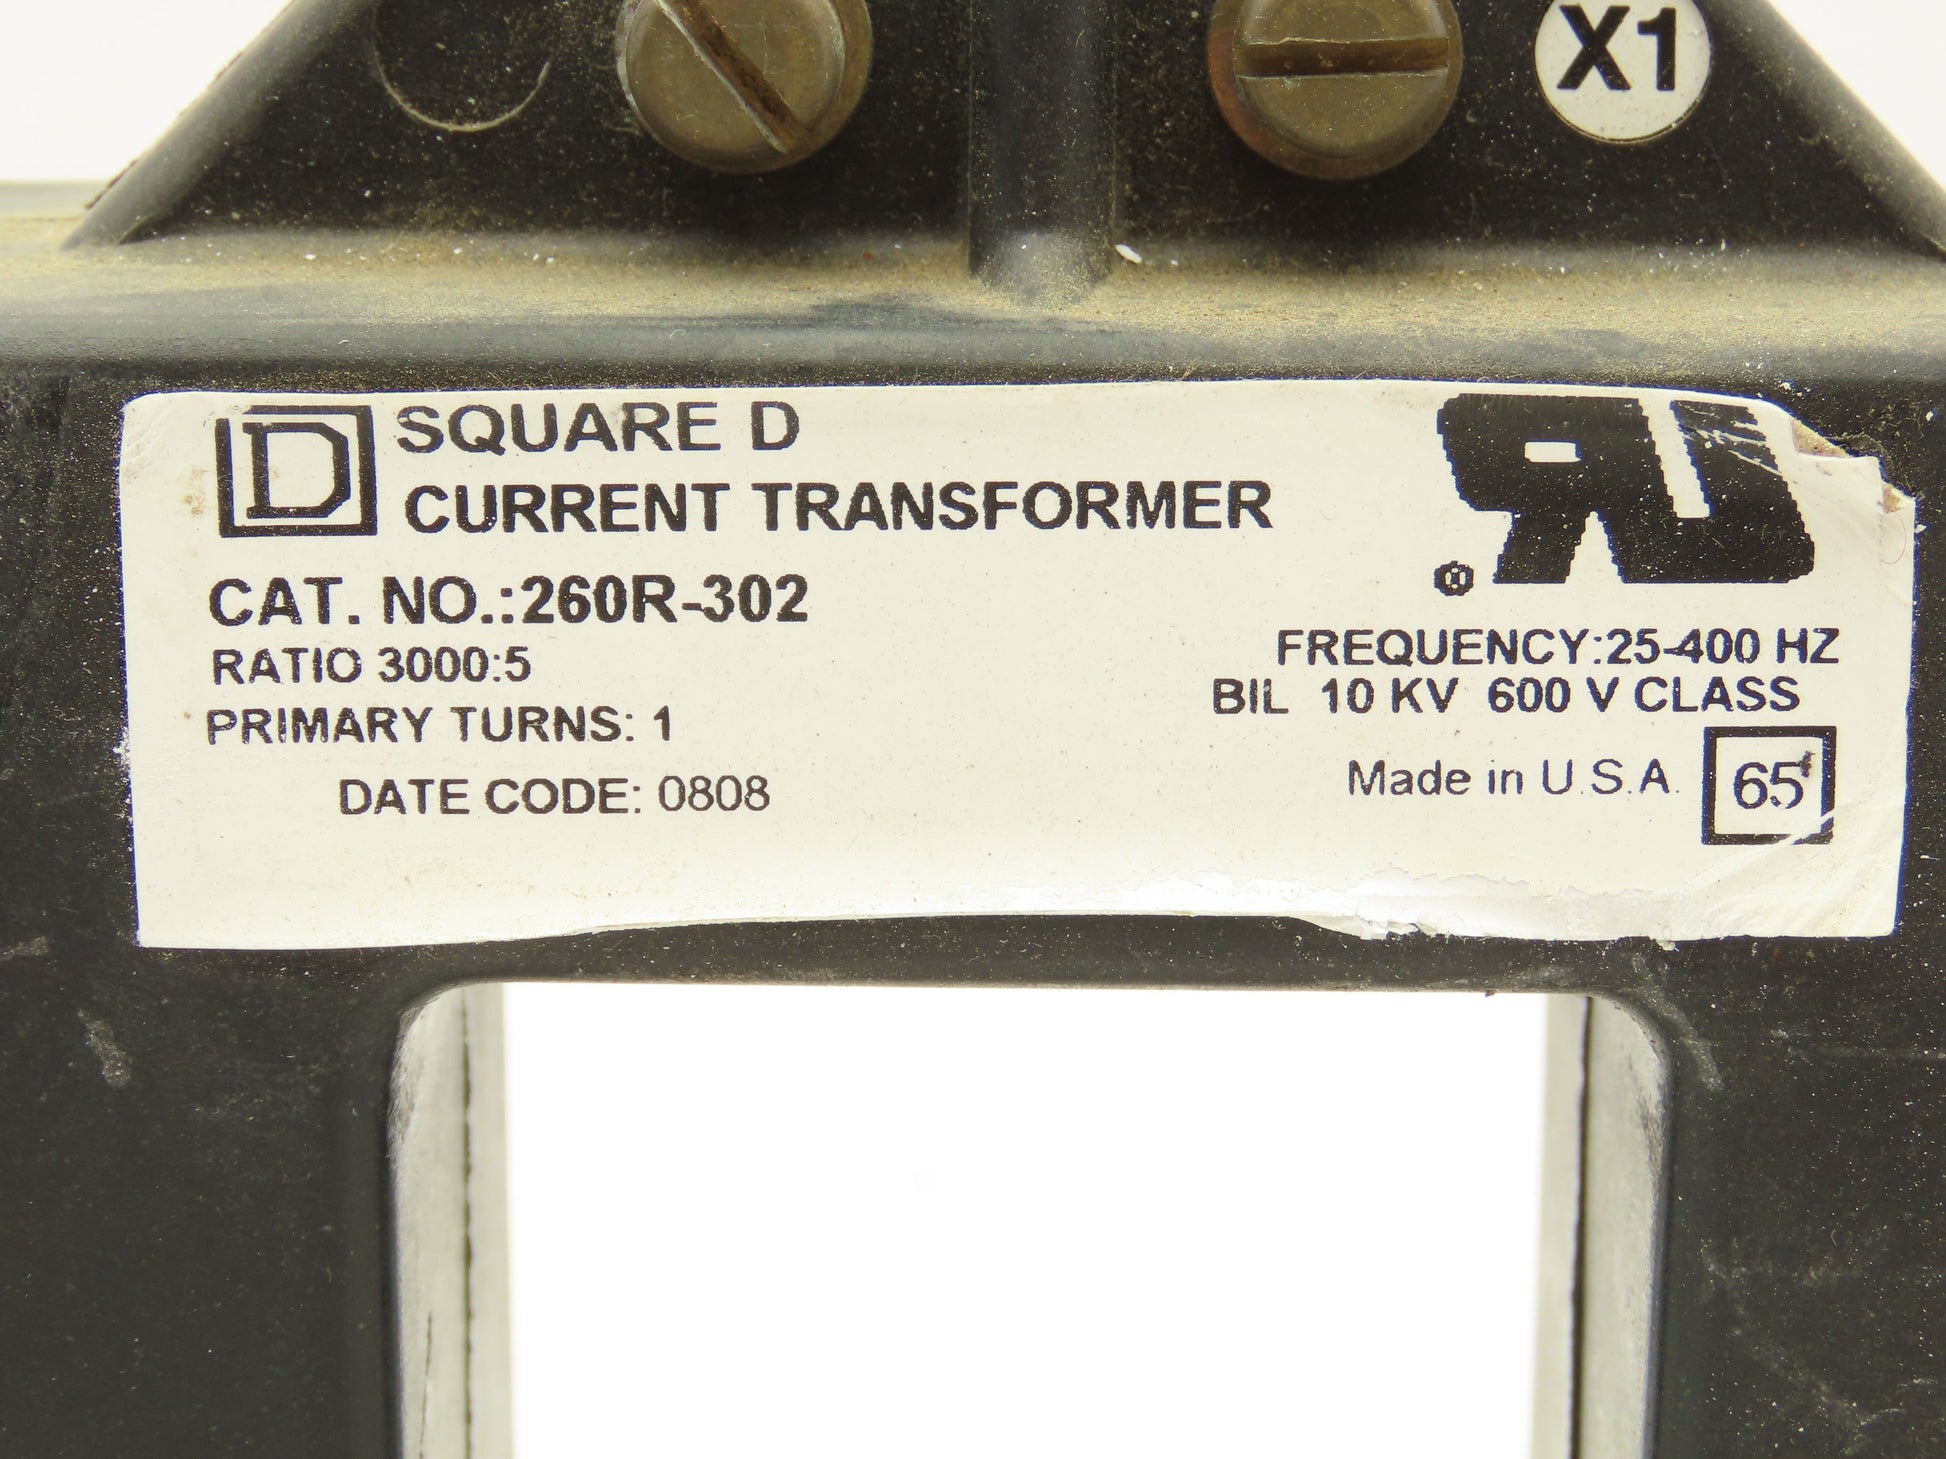 X1
D SQUARE D
CURRENT TRANSFORMER
CAT. NO.:260R-302
RATIO 3000:5
PRIMARY TURNS: 1
DATE CODE: 0808
RU
®
FREQUENCY:25-400 HZ
BIL 10 KV 600 V CLASS
Made in U.S.A. 65